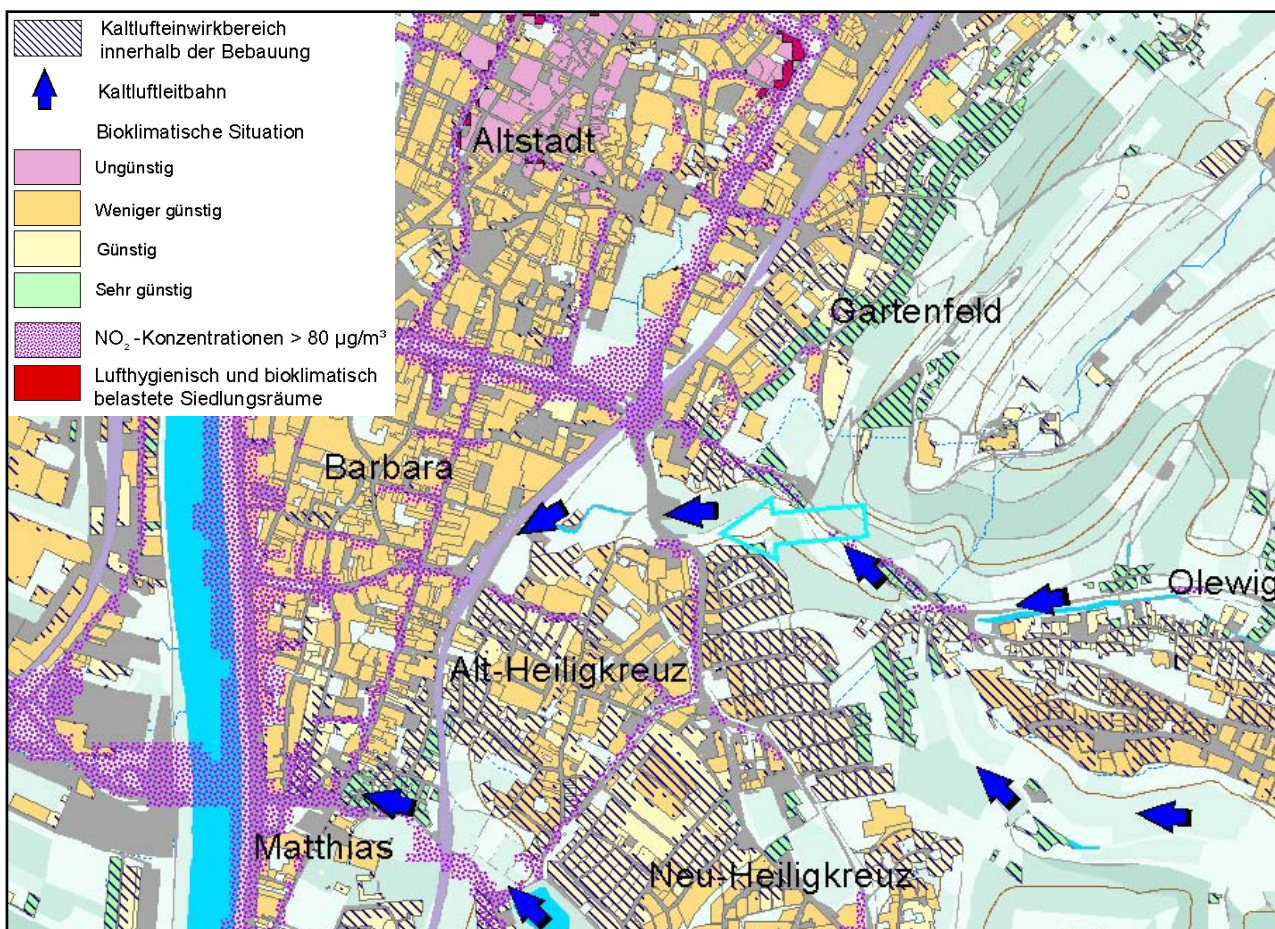 Kaltlufteinwirkbereich
innerhalb der Bebauung
Kaltluftleitbahn
Bioklimatische Situation
Ungünstig
Weniger günstig
Günstig
Sehr günstig
NO₂-Konzentrationen > 80 µg/m³
Lufthygienisch und bioklimatisch
belastete Siedlungsräume
Altstadt
Gartenfeld
Barbara
Olewig
Alt-Heiligkreuz
Matthias
Neu-Heiligkreuz